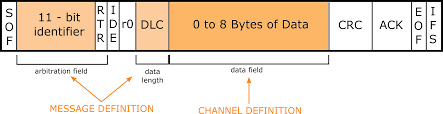 SOF
11 - bit identifier
RTR
IDE
r0
DLC
0 to 8 Bytes of Data
CRC
ACK
EOF
IFS
arbitration field
data length
data field
MESSAGE DEFINITION
CHANNEL DEFINITION